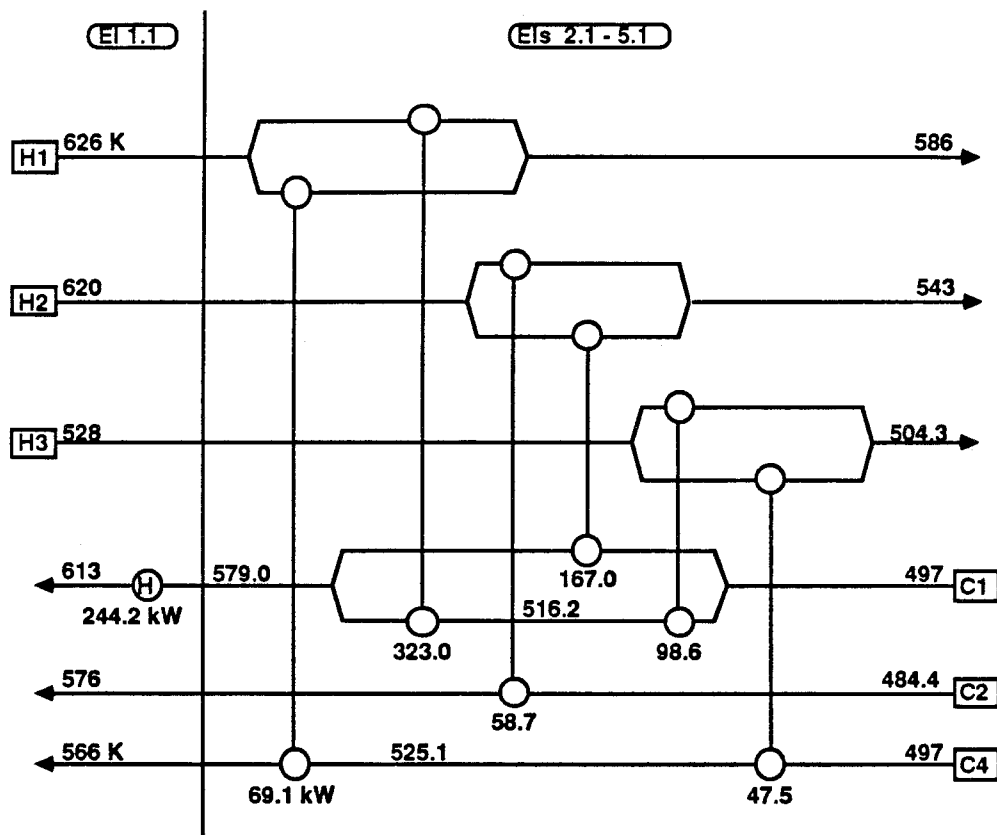 EI 1.1 EIs 2.1 - 5.1
H1 626 K 586
H2 620 543
H3 528 504.3
613 579.0 497 C1
H
167.0
244.2 kW 516.2
323.0 98.6
576 484.4 C2
58.7
566 K 525.1 497 C4
69.1 kW 47.5